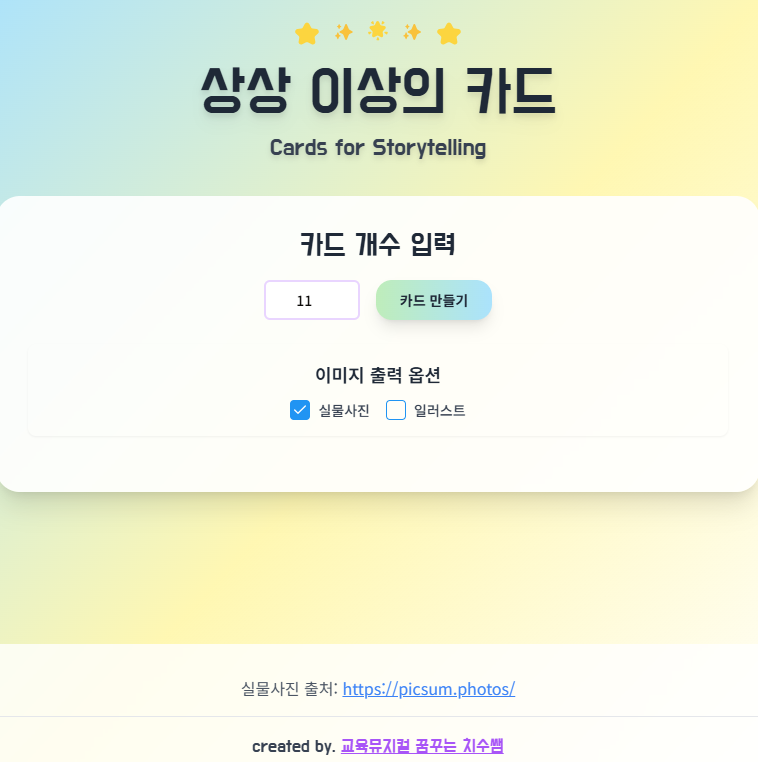 상상 이상의 카드
Cards for Storytelling
카드 개수 입력
11 카드 만들기
이미지 출력 옵션
실물사진 일러스트
실물사진 출처: https://picsum.photos/
created by. 교육뮤지컬 꿈꾸는 치수쌤